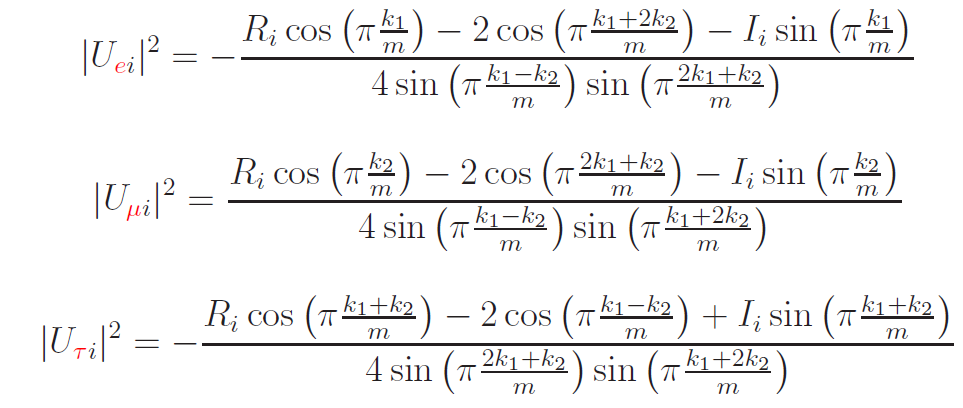 |U_{ei}|^2 = -\frac{R_i \cos\left(\pi\frac{k_1}{m}\right) - 2\cos\left(\pi\frac{k_1+2k_2}{m}\right) - I_i \sin\left(\pi\frac{k_1}{m}\right)}{4\sin\left(\pi\frac{k_1-k_2}{m}\right)\sin\left(\pi\frac{2k_1+k_2}{m}\right)}
|U_{\mu i}|^2 = \frac{R_i \cos\left(\pi\frac{k_2}{m}\right) - 2\cos\left(\pi\frac{2k_1+k_2}{m}\right) - I_i \sin\left(\pi\frac{k_2}{m}\right)}{4\sin\left(\pi\frac{k_1-k_2}{m}\right)\sin\left(\pi\frac{k_1+2k_2}{m}\right)}
|U_{\tau i}|^2 = -\frac{R_i \cos\left(\pi\frac{k_1+k_2}{m}\right) - 2\cos\left(\pi\frac{k_1-k_2}{m}\right) + I_i \sin\left(\pi\frac{k_1+k_2}{m}\right)}{4\sin\left(\pi\frac{2k_1+k_2}{m}\right)\sin\left(\pi\frac{k_1+2k_2}{m}\right)}